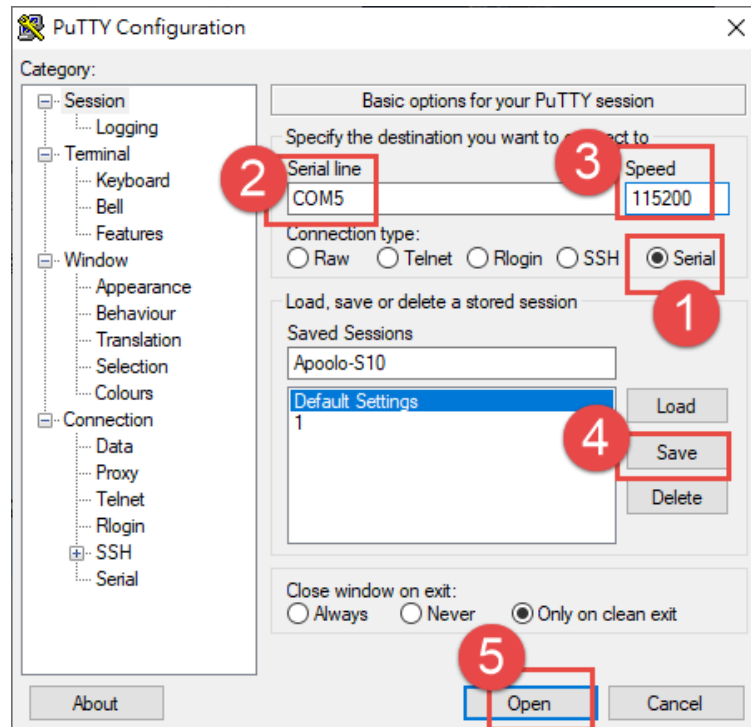 PuTTY Configuration
Category:
Session
Logging
Terminal
Keyboard
Bell
Features
Window
Appearance
Behaviour
Translation
Selection
Colours
Connection
Data
Proxy
Telnet
Rlogin
SSH
Serial
Basic options for your PuTTY session
Specify the destination you want to connect to
2 Serial line 3 Speed
COM5 115200
Connection type:
Raw Telnet Rlogin SSH Serial
1
Load, save or delete a stored session
Saved Sessions
Apoolo-S10
Default Settings Load
1
4 Save
Delete
Close window on exit:
Always Never Only on clean exit
5
About Open Cancel